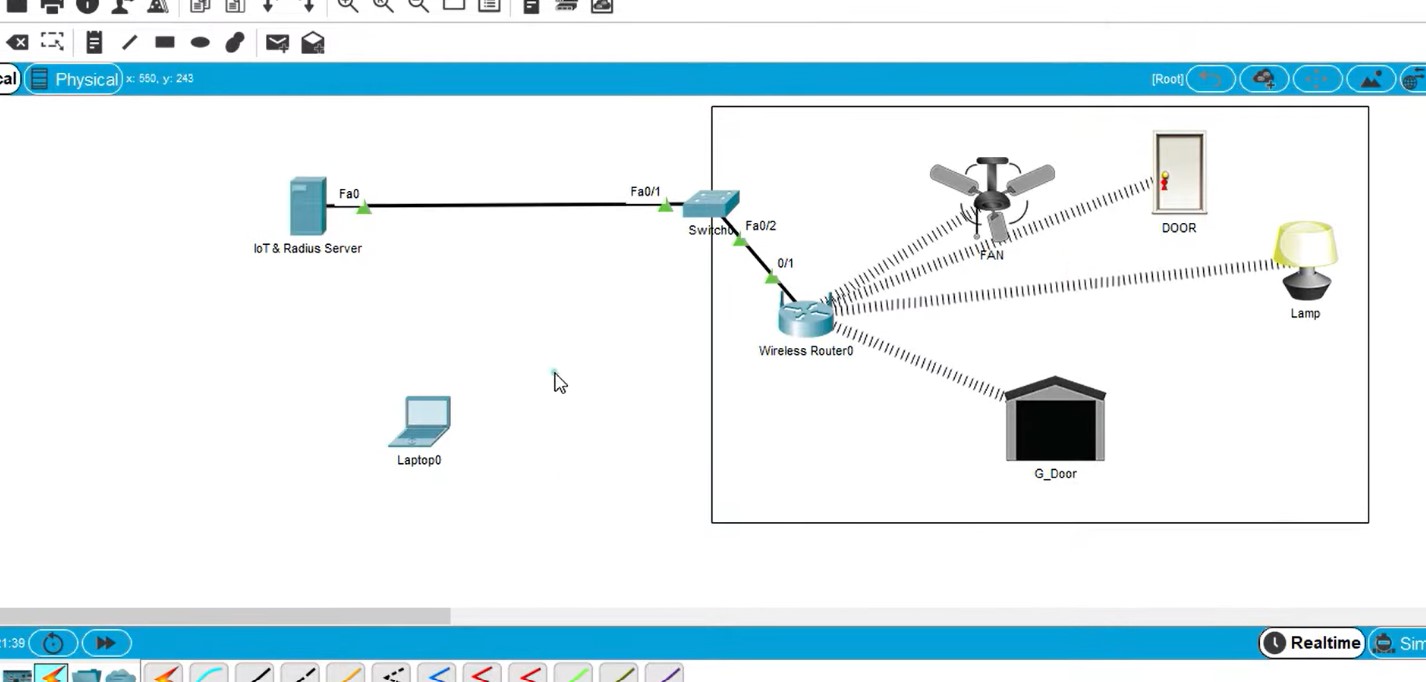 cal
Physical
x: 550, y: 243
[Root]
Fa0
Fa0/1
IoT & Radius Server
Switch0
Fa0/2
0/1
FAN
DOOR
Lamp
Wireless Router0
G_Door
Laptop0
1:39
Realtime
Sim